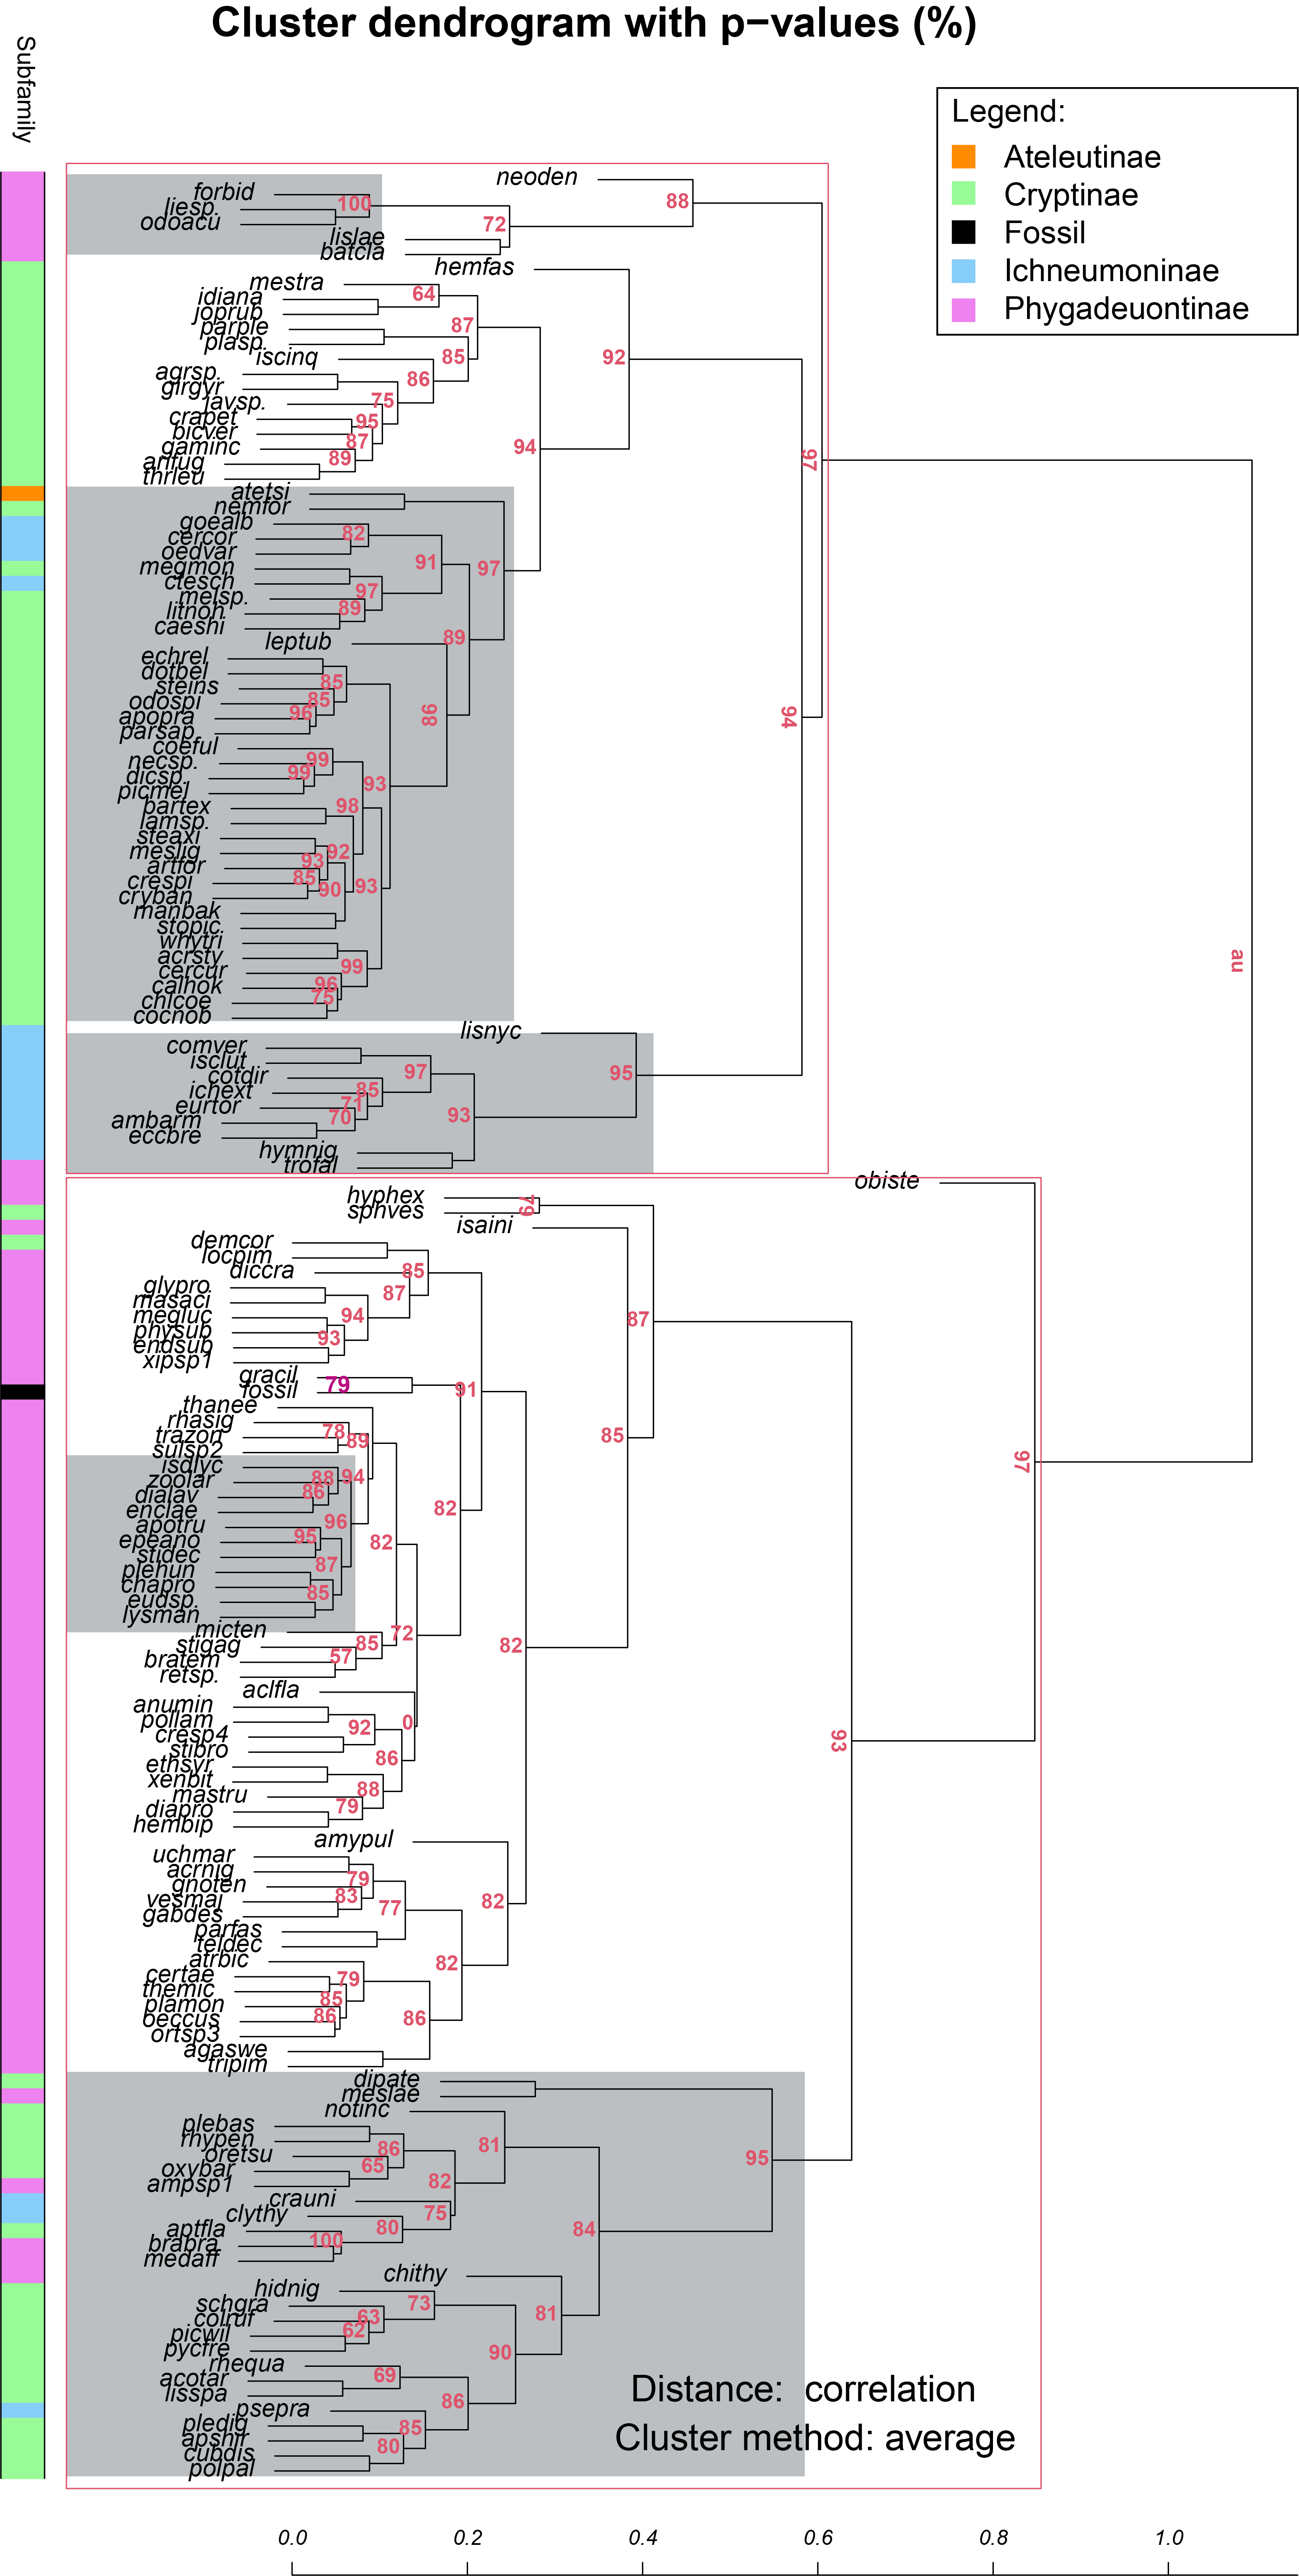 Cluster dendrogram with p−values (%)
Subfamily
Legend:
Ateleutinae
Cryptinae
Fossil
Ichneumoninae
Phygadeuontinae
neoden
88
forbid
100
liesp.
odoacu
72
lislae
batcla
hemfas
mestra
64
idiana
joprub
87
parple
plasp.
85
iscinq
92
agrsp.
86
glrgyr
javsp.
75
crapet
95
bicver
87
gaminc
94
97
89
arifug
thrleu
atetsi
nemfor
goealb
82
cercor
oedvar
91
megmon
97
ctesch
97
melsp.
89
litnoh
caeshi
89
leptub
echrel
dotbel
85
steins
85
odospi
96
apopra
98
94
parsap
coeful
99
necsp.
99
dicsp.
93
picmel
98
bartex
lamsp.
steaxi
92
meslig
93
artfor
85
crespi
90
93
cryban
manbak
stopic
whytri
acrsty
99
au
cercur
96
calhok
75
chlcoe
cocnob
lisnyc
comver
isclut
97
95
cotdir
85
ichext
71
eurtor
70
93
ambarm
eccbre
hymnig
trofal
obiste
hyphex
79
sphves
isaini
demcor
locpim
diccra
85
glypro
87
masaci
megluc
94
87
physub
93
endsub
xipsp1
gracil
79
91
fossil
thanee
rhasig
78
trazon
89
85
sulsp2
97
isdlyc
88
94
zoolar
86
dialav
82
enclae
96
apotru
95
epeano
82
stidec
87
plehun
chapro
85
eudsp.
lysman
micten
72
stigag
85
82
bratem
57
retsp.
aclfla
anumin
0
pollam
92
cresp4
93
stibro
86
ethsyr
xenbit
88
mastru
79
diapro
hembip
amypul
uchmar
acrnig
79
gnoten
83
82
vesmai
77
gabdes
parfas
teldec
atrbic
82
certae
79
themic
85
plamon
86
86
beccus
ortsp3
agaswe
tripim
dipate
meslae
notinc
plebas
rhypen
86
81
oretsu
65
95
oxybar
82
ampsp1
crauni
75
clythy
80
84
aptfla
100
brabra
medaff
chithy
hidnig
73
schgra
63
81
colruf
62
picwil
90
pycfre
rhequa
69
acotar
lisspa
86
psepra
85
pledig
80
apshir
cubdis
polpal
Distance:  correlation
Cluster method: average
0.0 0.2 0.4 0.6 0.8 1.0